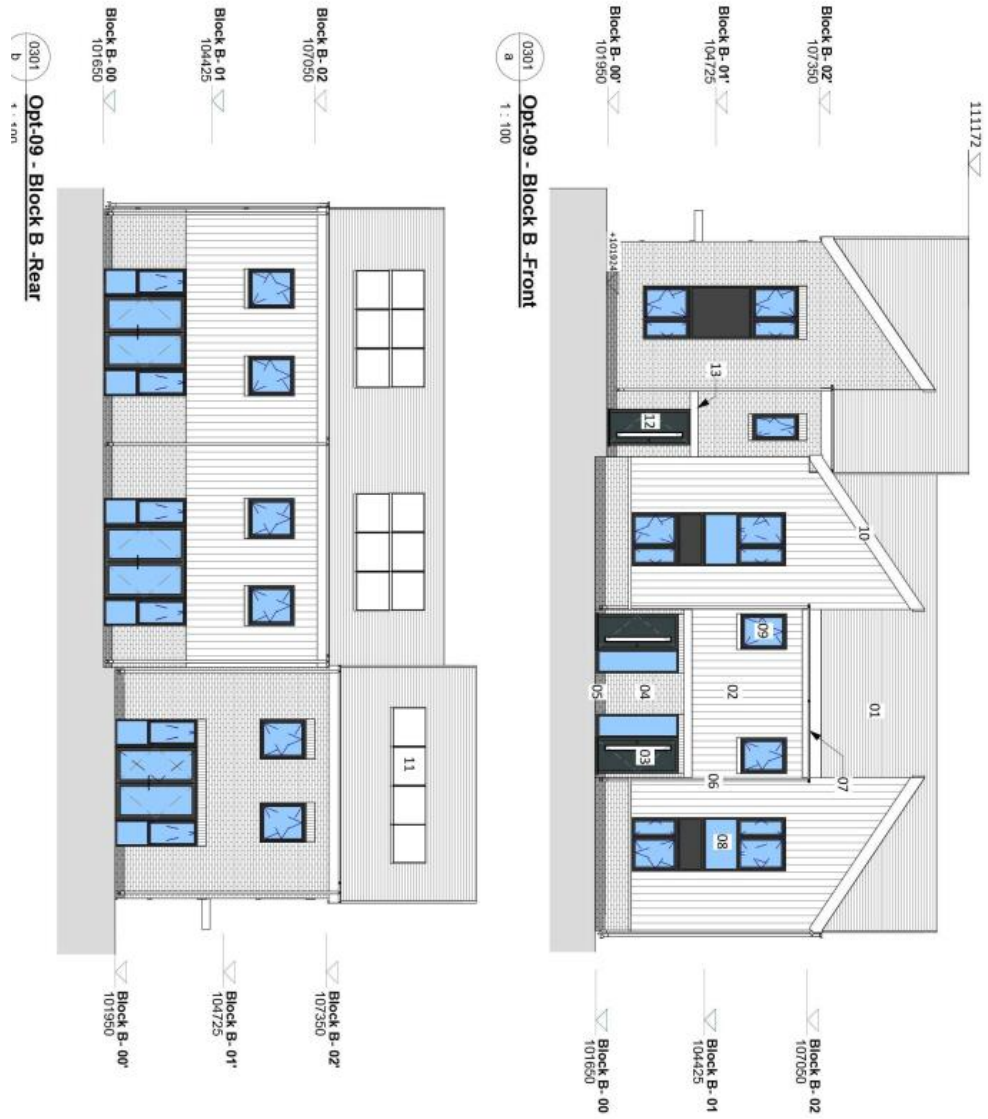 111172
Block B- 02'
107350
Block B- 01'
104725
Block B- 00'
101950
+101924
13
12
10
09
02
01
04
05
03
06
07
08
Block B- 02
107050
Block B- 01
104425
Block B- 00
101650
0301
a
Opt-09 - Block B -Front
1 : 100
Block B- 02
107050
Block B- 01
104425
Block B- 00
101650
11
Block B- 02'
107350
Block B- 01'
104725
Block B- 00'
101950
0301
b
Opt-09 - Block B -Rear
1 : 100